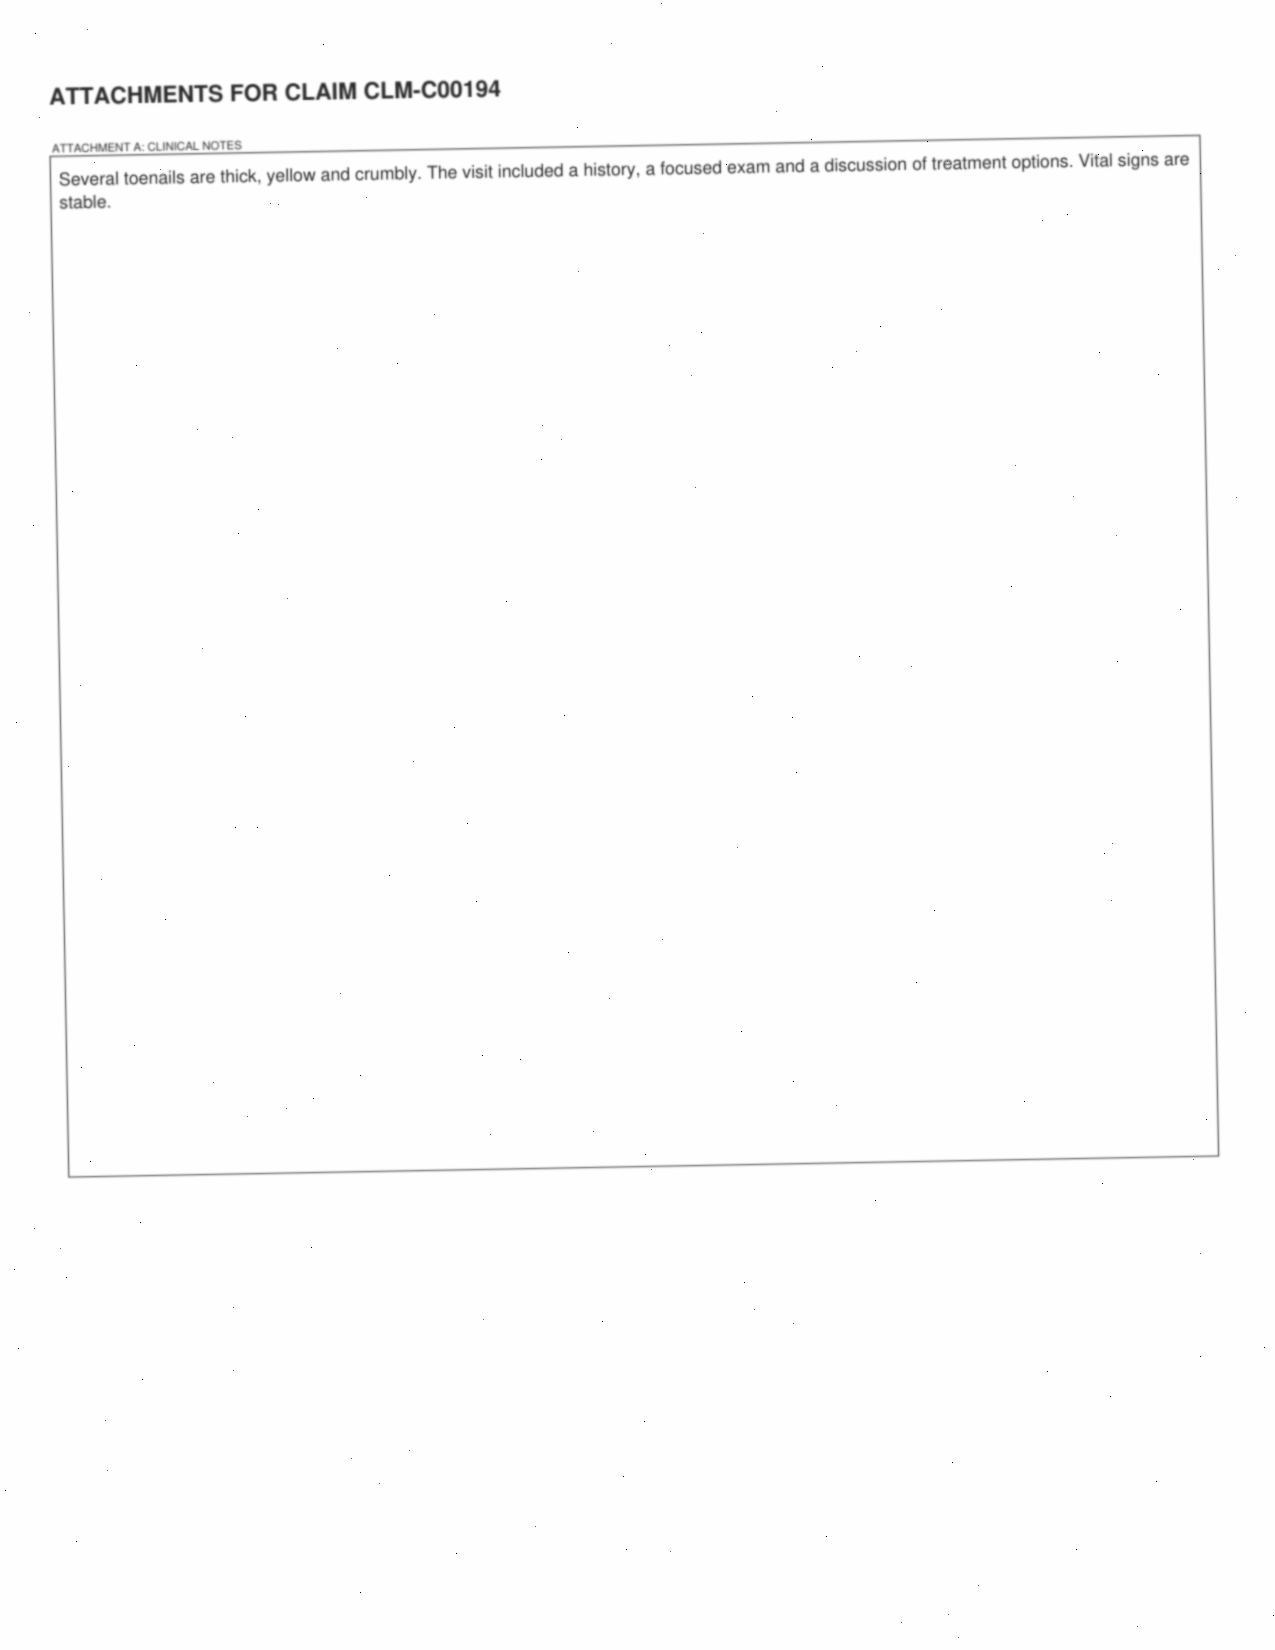 ATTACHMENTS FOR CLAIM CLM-C00194
ATTACHMENT A: CLINICAL NOTES
Several toenails are thick, yellow and crumbly. The visit included a history, a focused exam and a discussion of treatment options. Vital signs are
stable.